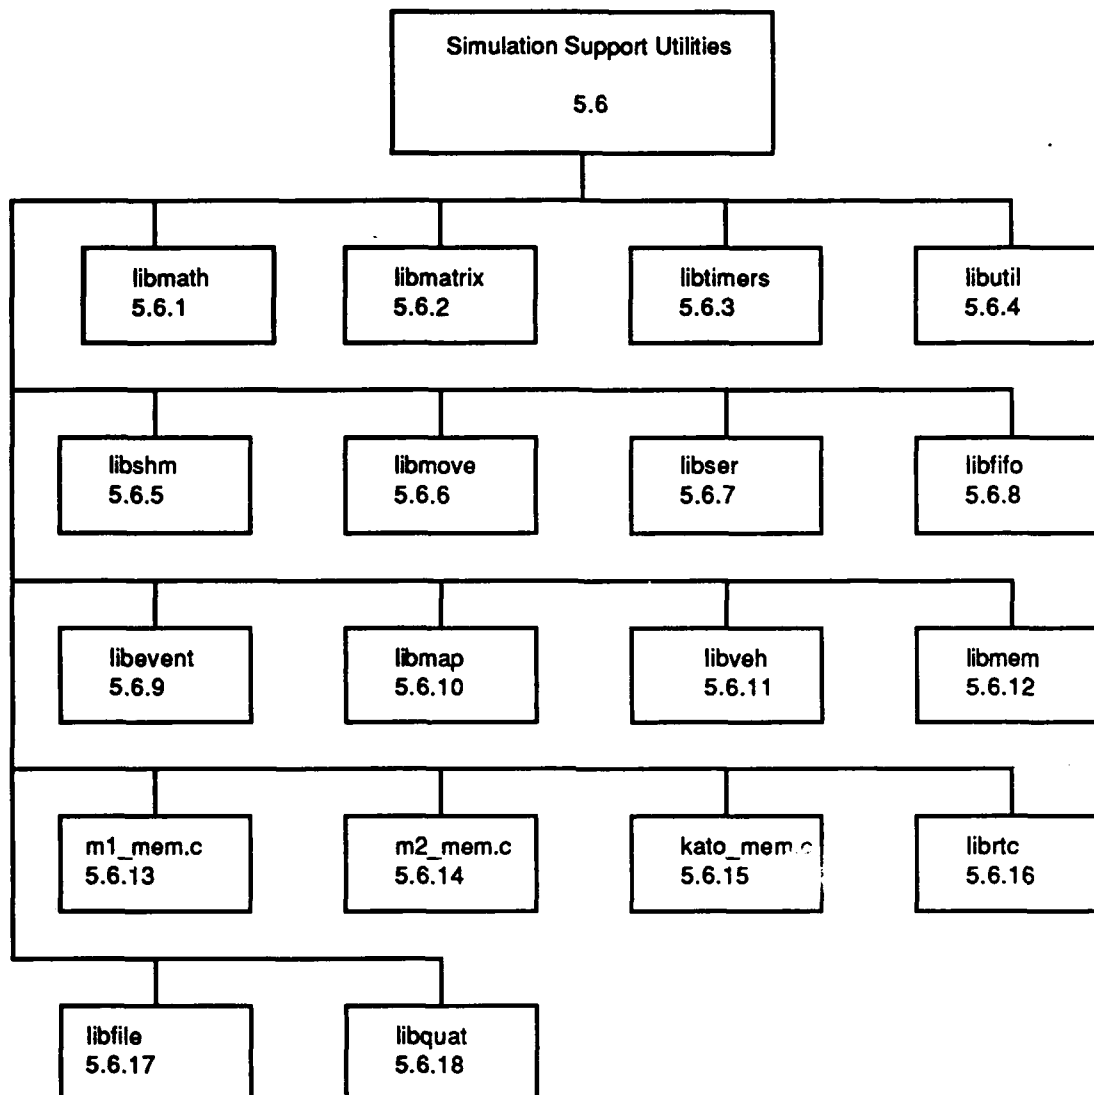 Simulation Support Utilities
5.6
libmath
5.6.1
libmatrix
5.6.2
libtimers
5.6.3
libutil
5.6.4
libshm
5.6.5
libmove
5.6.6
libser
5.6.7
libfifo
5.6.8
libevent
5.6.9
libmap
5.6.10
libveh
5.6.11
libmem
5.6.12
m1_mem.c
5.6.13
m2_mem.c
5.6.14
kato_mem.c
5.6.15
librtc
5.6.16
libfile
5.6.17
libquat
5.6.18